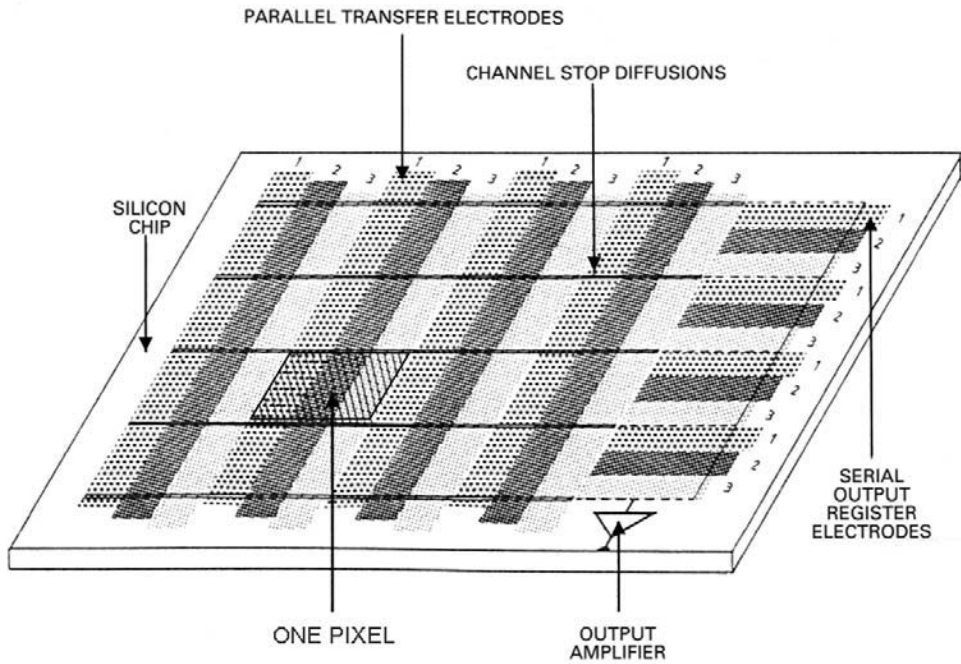 PARALLEL TRANSFER ELECTRODES
CHANNEL STOP DIFFUSIONS
1 2 3 1 2 3 1 2 3 1 2 3
SILICON
CHIP
1
2
3
1
2
3
1
2
3
1
2
3
SERIAL
OUTPUT
REGISTER
ELECTRODES
ONE PIXEL
OUTPUT
AMPLIFIER